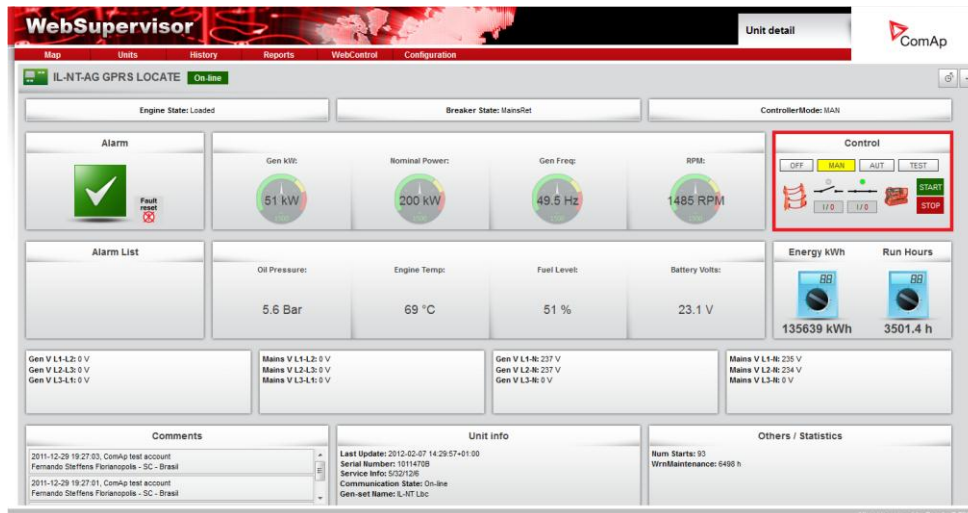 WebSupervisor
Unit detail
ComAp
Map Units History Reports WebControl Configuration
IL-NT-AG GPRS LOCATE On-line
Engine State: Loaded
Breaker State: MainsRet
ControllerMode: MAN
Alarm
Fault
reset
Gen kW:
51 kW
Nominal Power:
200 kW
Gen Freq:
49.5 Hz
RPM:
1485 RPM
Control
OFF MAN AUT TEST
START
I / O I / O
STOP
Alarm List
Oil Pressure:
5.6 Bar
Engine Temp:
69 °C
Fuel Level:
51 %
Battery Volts:
23.1 V
Energy kWh
88
135639 kWh
Run Hours
88
3501.4 h
Gen V L1-L2: 0 V
Gen V L2-L3: 0 V
Gen V L3-L1: 0 V
Mains V L1-L2: 0 V
Mains V L2-L3: 0 V
Mains V L3-L1: 0 V
Gen V L1-N: 237 V
Gen V L2-N: 237 V
Gen V L3-N: 0 V
Mains V L1-N: 235 V
Mains V L2-N: 234 V
Mains V L3-N: 0 V
Comments
2011-12-29 19:27:03, ComAp test account
Fernando Steffens Florianopolis - SC - Brasil
2011-12-29 19:27:01, ComAp test account
Fernando Steffens Florianopolis - SC - Brasil
Unit info
Last Update: 2012-02-07 14:29:57+01:00
Serial Number: 1011470B
Service Info: 5/32/12/6
Communication State: On-line
Gen-set Name: IL-NT Lbc
Others / Statistics
Num Starts: 93
WrnMaintenance: 6498 h